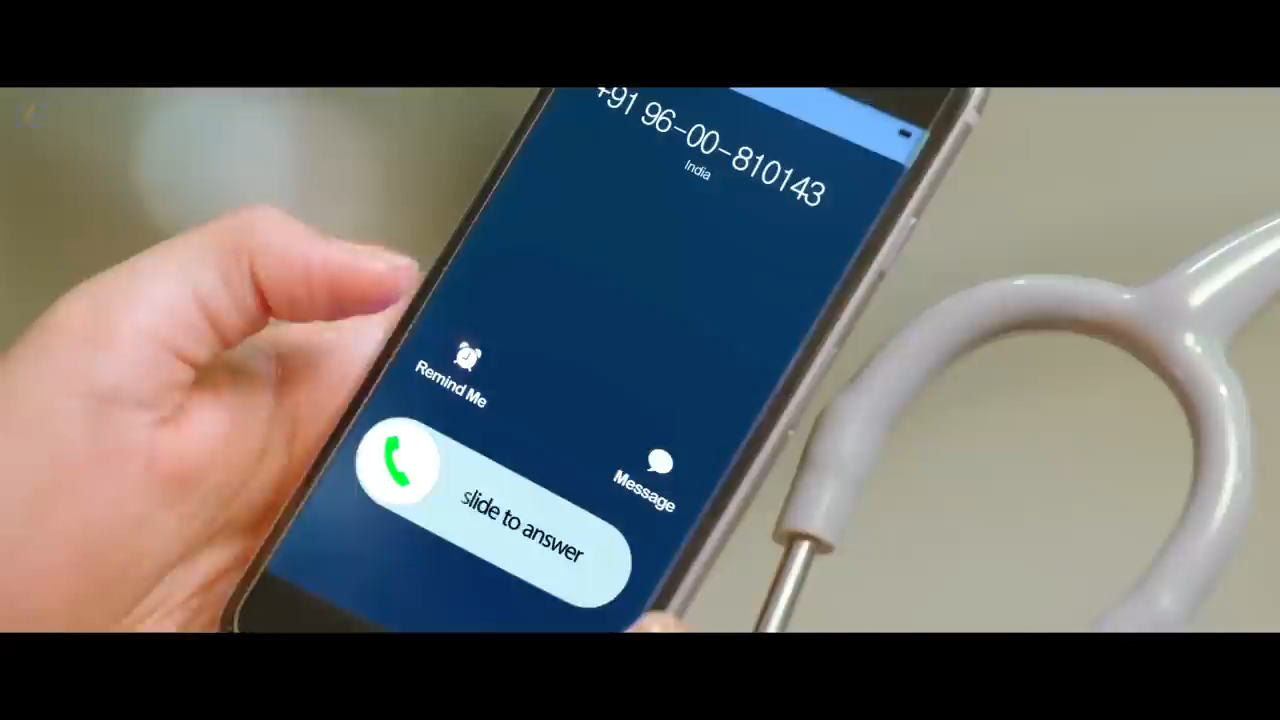 +91 96-00-810143
India
Remind Me
Message
slide to answer